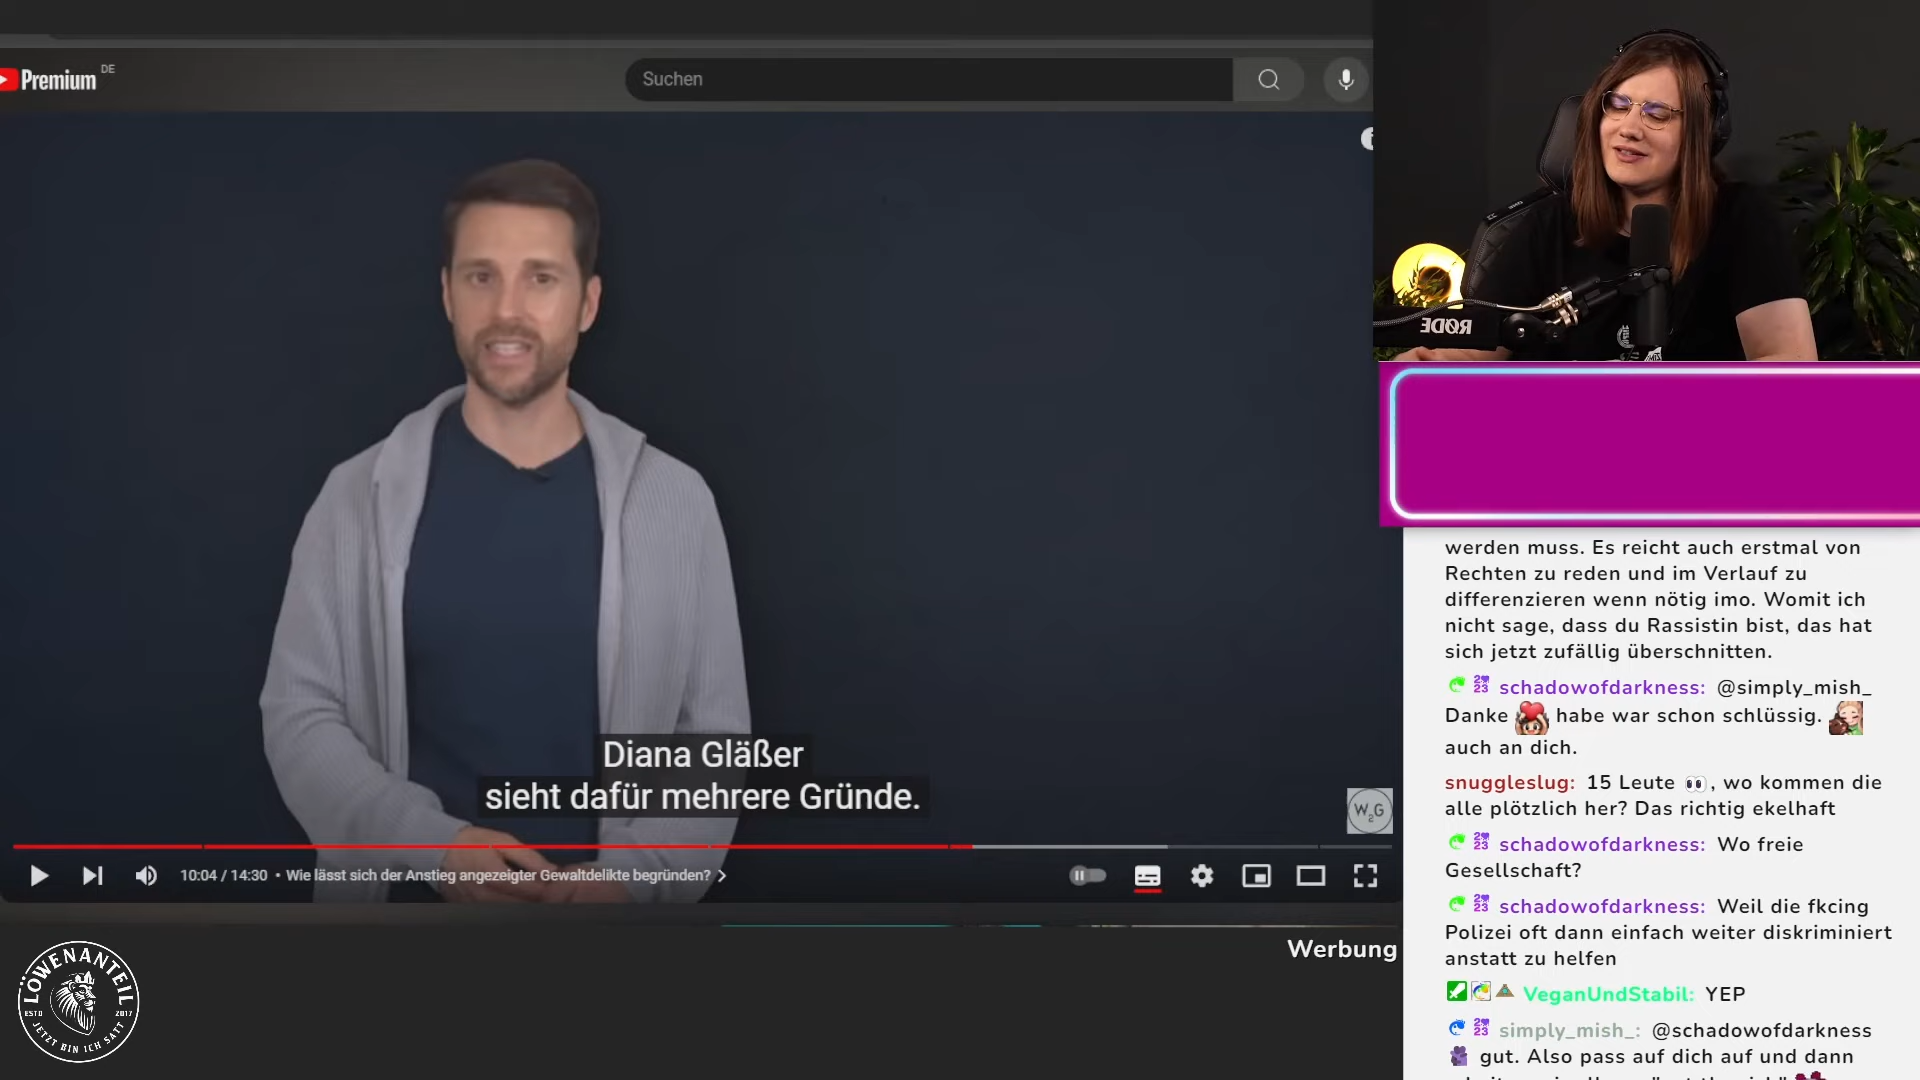 Premium DE
Suchen
RØDE
Diana Gläßer
sieht dafür mehrere Gründe.
W2G
10:04 / 14:30 • Wie lässt sich der Anstieg angezeigter Gewaltdelikte begründen?
Werbung
LÖWENANTEIL
ESTD 2017
JETZT BIN ICH SATT
werden muss. Es reicht auch erstmal von
Rechten zu reden und im Verlauf zu
differenzieren wenn nötig imo. Womit ich
nicht sage, dass du Rassistin bist, das hat
sich jetzt zufällig überschnitten.
schadowofdarkness: @simply_mish_
Danke habe war schon schlüssig.
auch an dich.
snuggleslug: 15 Leute 👀, wo kommen die
alle plötzlich her? Das richtig ekelhaft
schadowofdarkness: Wo freie
Gesellschaft?
schadowofdarkness: Weil die fkcing
Polizei oft dann einfach weiter diskriminiert
anstatt zu helfen
VeganUndStabil: YEP
simply_mish_: @schadowofdarkness
gut. Also pass auf dich auf und dann